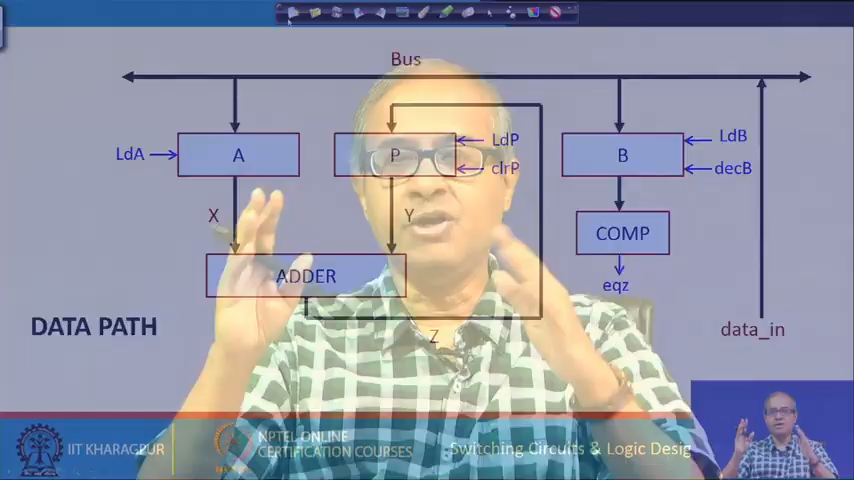 Bus
LdA
A
P
LdP
clrP
B
LdB
decB
X
Y
COMP
ADDER
eqz
DATA PATH
Z
data_in
IIT KHARAGPUR
NPTEL ONLINE
CERTIFICATION COURSES
Switching Circuits & Logic Desig